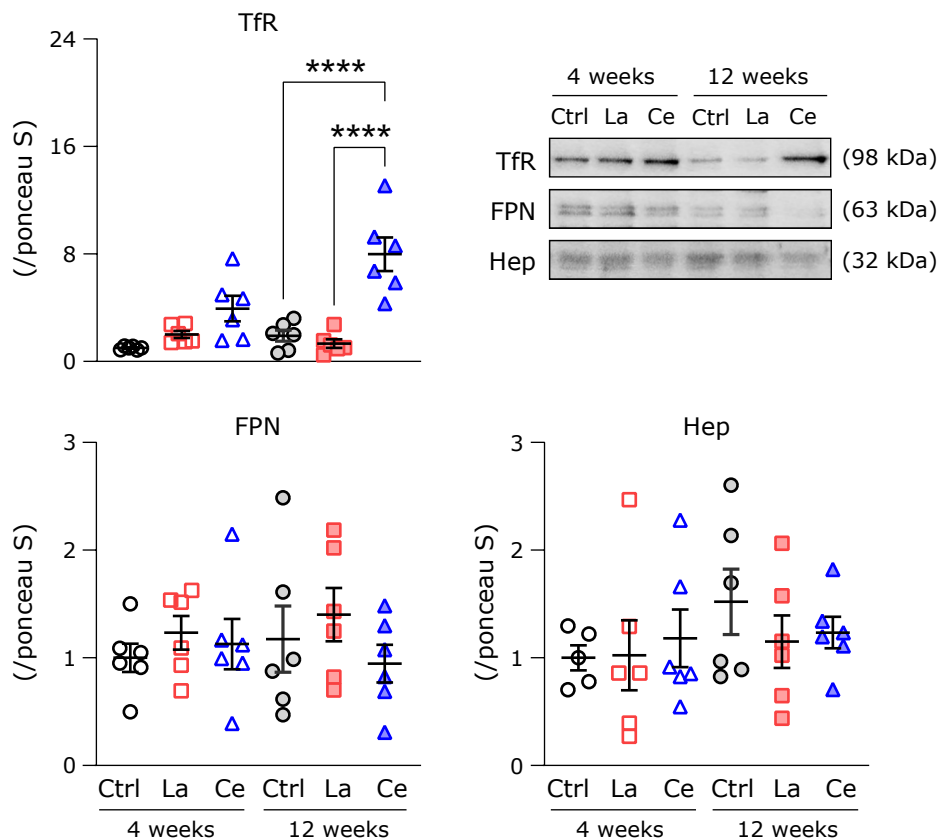 TfR
24
16
8
0
(/ponceau S)
****
****
4 weeks 12 weeks
Ctrl La Ce Ctrl La Ce
TfR (98 kDa)
FPN (63 kDa)
Hep (32 kDa)
FPN
3
2
1
0
(/ponceau S)
Ctrl La Ce Ctrl La Ce
4 weeks 12 weeks
Hep
3
2
1
0
(/ponceau S)
Ctrl La Ce Ctrl La Ce
4 weeks 12 weeks